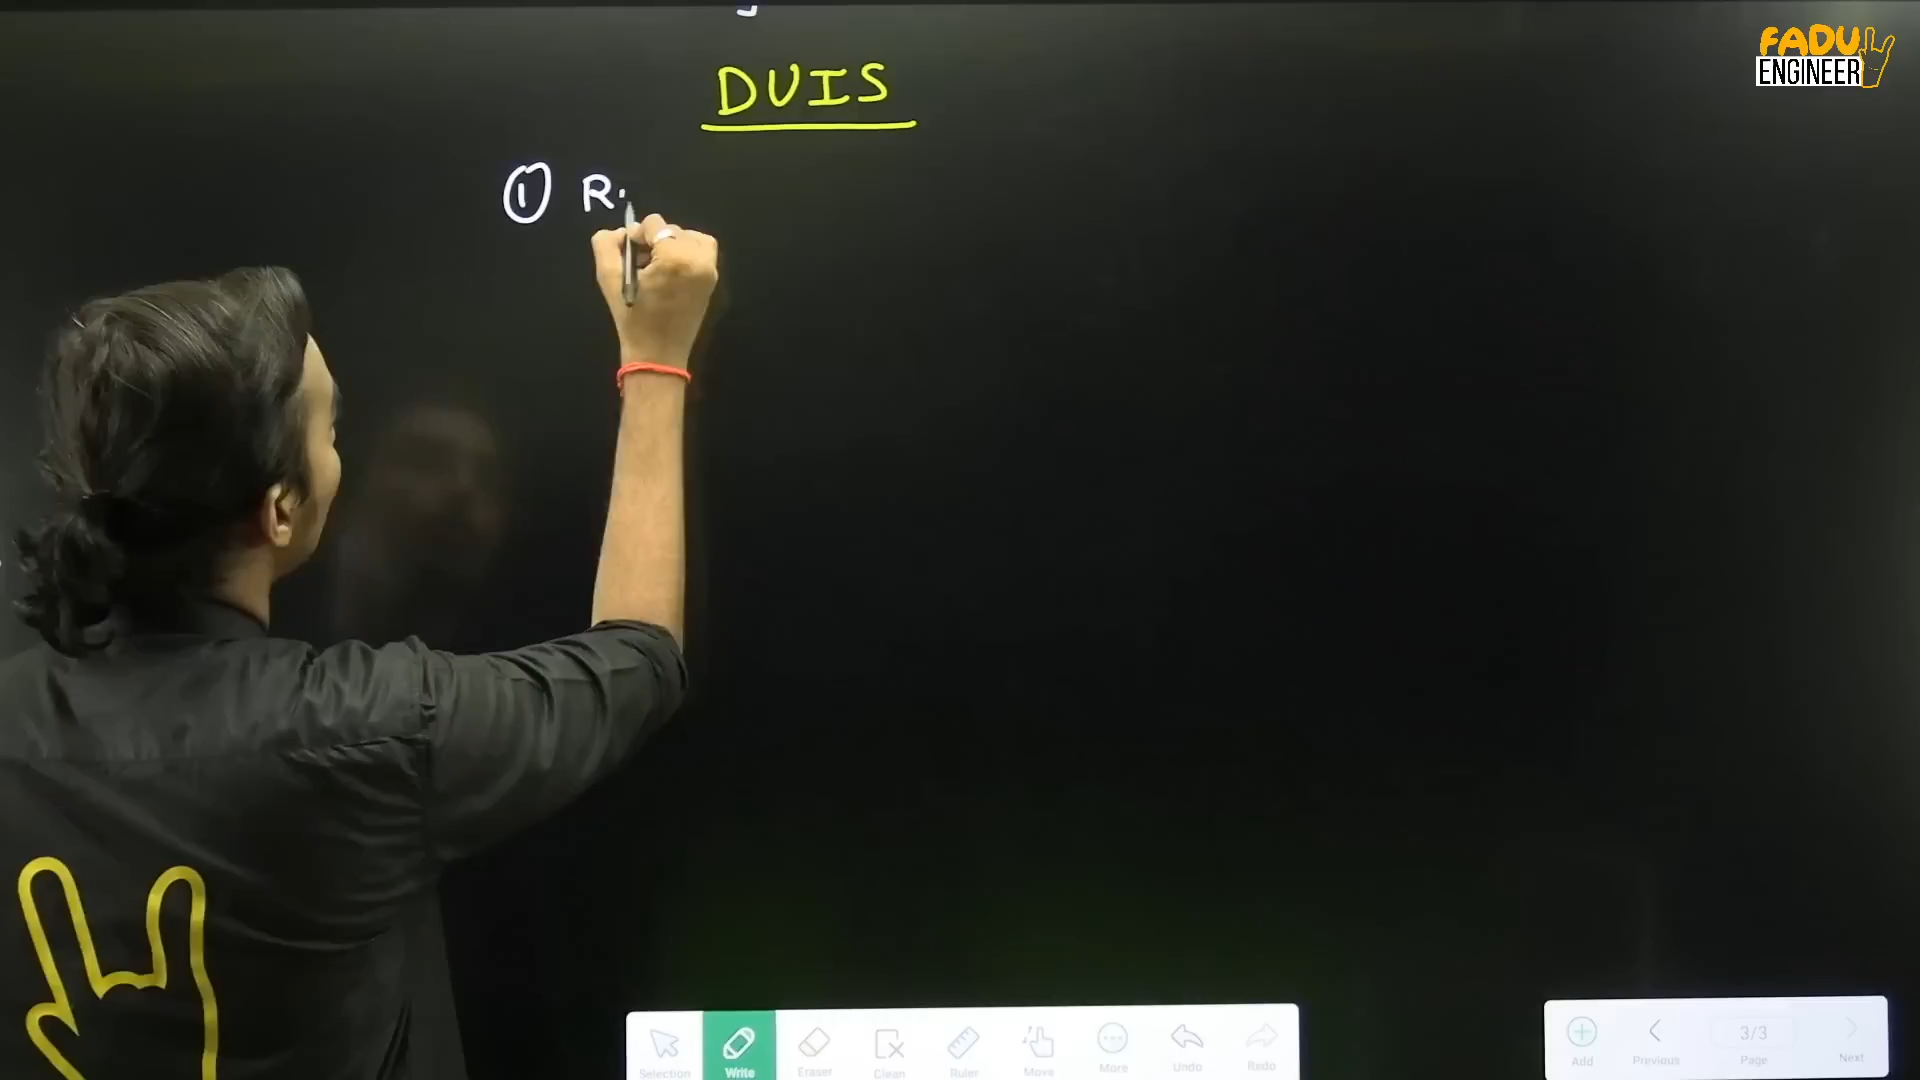 FADU
ENGINEER
DUIS
① R.
Selection Write Eraser Clean Ruler Move More Undo Redo
Add Previous 3/3 Page Next